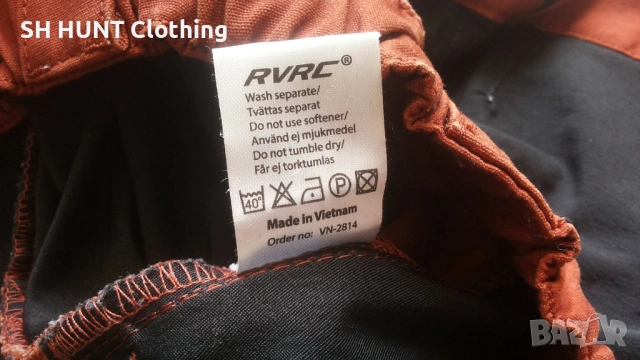 SH HUNT Clothing
RVRC®
Wash separate/
Tvättas separat
Do not use softener/
Använd ej mjukmedel
Do not tumble dry/
Får ej torktumlas
40° P
Made in Vietnam
Order no: VN-2814
BAZAR